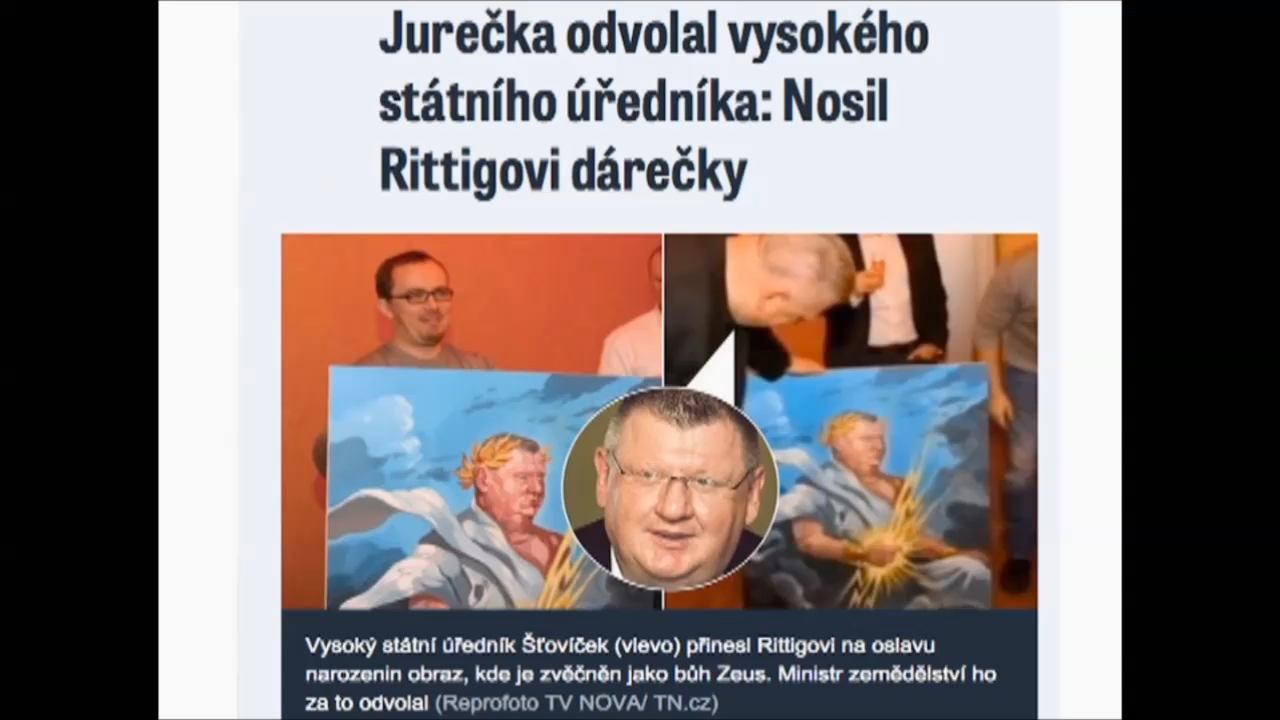 Jurečka odvolal vysokého
státního úředníka: Nosil
Rittigovi dárečky
Vysoký státní úředník Šťovíček (vlevo) přinesl Rittigovi na oslavu
narozenin obraz, kde je zvěčněn jako bůh Zeus. Ministr zemědělství ho
za to odvolal (Reprofoto TV NOVA/ TN.cz)